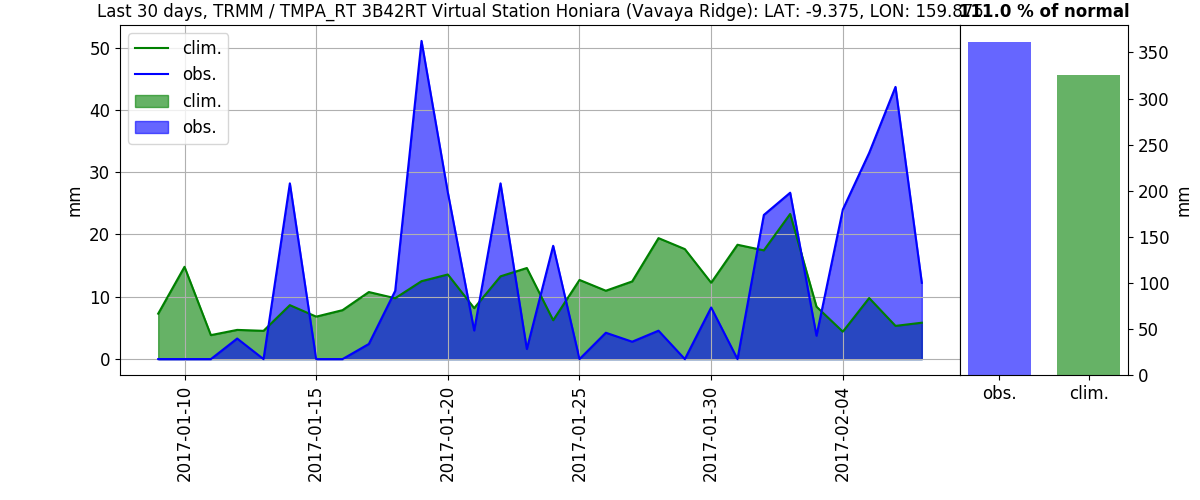 Last 30 days, TRMM / TMPA_RT 3B42RT Virtual Station Honiara (Vavaya Ridge): LAT: -9.375, LON: 159.875
111.0 % of normal
clim.
obs.
clim.
obs.
50
40
30
20
10
0
mm
2017-01-10
2017-01-15
2017-01-20
2017-01-25
2017-01-30
2017-02-04
350
300
250
200
150
100
50
0
mm
obs.
clim.